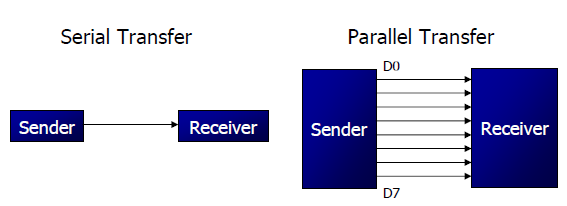 Serial Transfer
Sender
Receiver
Parallel Transfer
D0
Sender
Receiver
D7